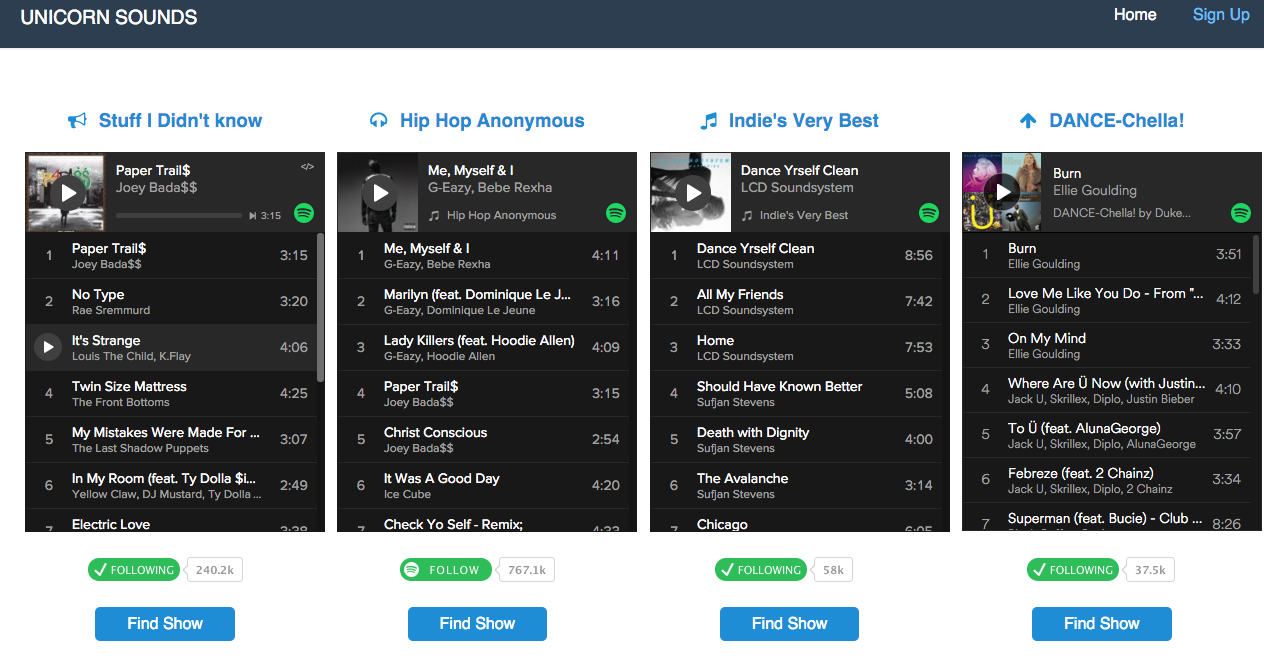 UNICORN SOUNDS
Home
Sign Up
Stuff I Didn't know
Paper Trail$
Joey Bada$$
</>
3:15
1 Paper Trail$ 3:15
Joey Bada$$
2 No Type 3:20
Rae Sremmurd
It's Strange 4:06
Louis The Child, K.Flay
4 Twin Size Mattress 4:25
The Front Bottoms
5 My Mistakes Were Made For ... 3:07
The Last Shadow Puppets
6 In My Room (feat. Ty Dolla $i... 2:49
Yellow Claw, DJ Mustard, Ty Dolla ...
7 Electric Love 3:38
FOLLOWING 240.2k
Find Show
Hip Hop Anonymous
Me, Myself & I
G-Eazy, Bebe Rexha
Hip Hop Anonymous
1 Me, Myself & I 4:11
G-Eazy, Bebe Rexha
2 Marilyn (feat. Dominique Le J... 3:16
G-Eazy, Dominique Le Jeune
3 Lady Killers (feat. Hoodie Allen) 4:09
G-Eazy, Hoodie Allen
4 Paper Trail$ 3:15
Joey Bada$$
5 Christ Conscious 2:54
Joey Bada$$
6 It Was A Good Day 4:20
Ice Cube
7 Check Yo Self - Remix; 4:33
FOLLOW 767.1k
Find Show
Indie's Very Best
Dance Yrself Clean
LCD Soundsystem
Indie's Very Best
1 Dance Yrself Clean 8:56
LCD Soundsystem
2 All My Friends 7:42
LCD Soundsystem
3 Home 7:53
LCD Soundsystem
4 Should Have Known Better 5:08
Sufjan Stevens
5 Death with Dignity 4:00
Sufjan Stevens
6 The Avalanche 3:14
Sufjan Stevens
7 Chicago 6:05
FOLLOWING 58k
Find Show
DANCE-Chella!
Burn
Ellie Goulding
DANCE-Chella! by Duke...
1 Burn 3:51
Ellie Goulding
2 Love Me Like You Do - From "... 4:12
Ellie Goulding
3 On My Mind 3:33
Ellie Goulding
4 Where Are Ü Now (with Justin... 4:10
Jack Ü, Skrillex, Diplo, Justin Bieber
5 To Ü (feat. AlunaGeorge) 3:57
Jack Ü, Skrillex, Diplo, AlunaGeorge
6 Febreze (feat. 2 Chainz) 3:34
Jack Ü, Skrillex, Diplo, 2 Chainz
7 Superman (feat. Bucie) - Club ... 8:26
FOLLOWING 37.5k
Find Show